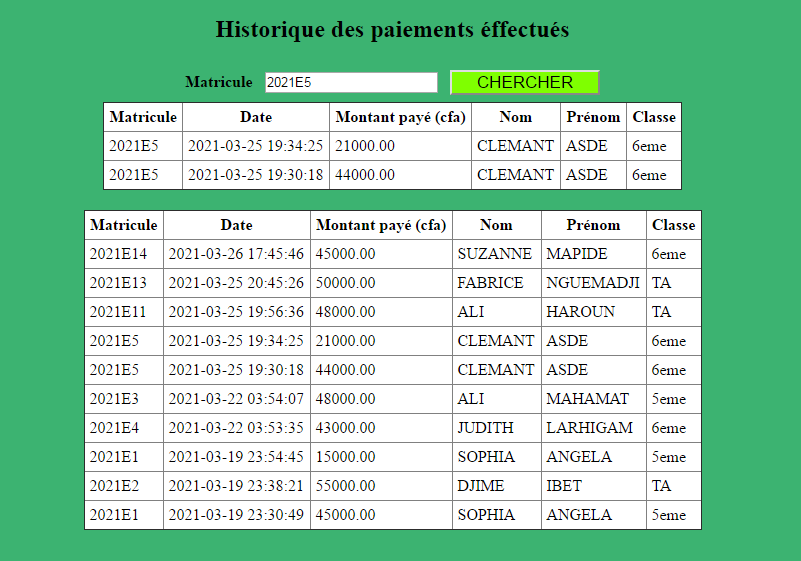 Historique des paiements éffectués
Matricule 2021E5 CHERCHER
Matricule Date Montant payé (cfa) Nom Prénom Classe
2021E5 2021-03-25 19:34:25 21000.00 CLEMANT ASDE 6eme
2021E5 2021-03-25 19:30:18 44000.00 CLEMANT ASDE 6eme
Matricule Date Montant payé (cfa) Nom Prénom Classe
2021E14 2021-03-26 17:45:46 45000.00 SUZANNE MAPIDE 6eme
2021E13 2021-03-25 20:45:26 50000.00 FABRICE NGUEMADJI TA
2021E11 2021-03-25 19:56:36 48000.00 ALI HAROUN TA
2021E5 2021-03-25 19:34:25 21000.00 CLEMANT ASDE 6eme
2021E5 2021-03-25 19:30:18 44000.00 CLEMANT ASDE 6eme
2021E3 2021-03-22 03:54:07 48000.00 ALI MAHAMAT 5eme
2021E4 2021-03-22 03:53:35 43000.00 JUDITH LARHIGAM 6eme
2021E1 2021-03-19 23:54:45 15000.00 SOPHIA ANGELA 5eme
2021E2 2021-03-19 23:38:21 55000.00 DJIME IBET TA
2021E1 2021-03-19 23:30:49 45000.00 SOPHIA ANGELA 5eme